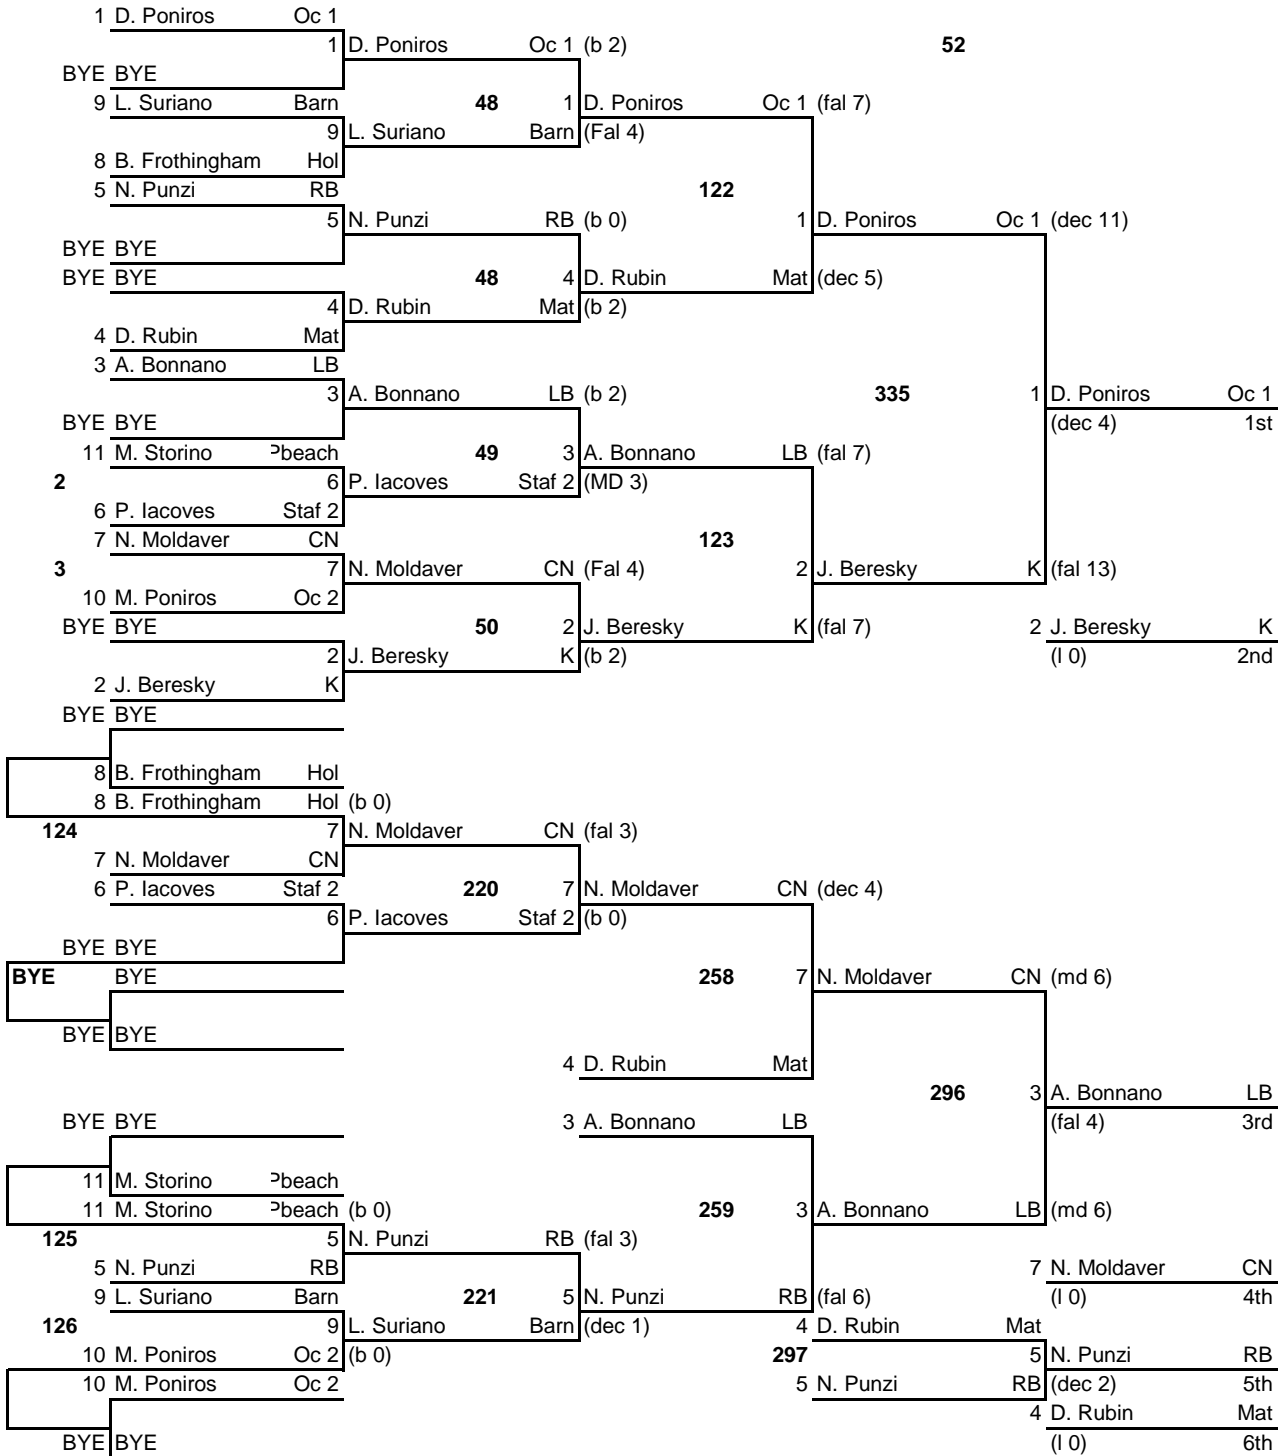 1 D. Poniros Oc 1
1 D. Poniros Oc 1 (b 2) 52
BYE BYE
9 L. Suriano Barn 48 1 D. Poniros Oc 1 (fal 7)
9 L. Suriano Barn (Fal 4)
8 B. Frothingham Hol
5 N. Punzi RB 122
5 N. Punzi RB (b 0) 1 D. Poniros Oc 1 (dec 11)
BYE BYE
BYE BYE 48 4 D. Rubin Mat (dec 5)
4 D. Rubin Mat (b 2)
4 D. Rubin Mat
3 A. Bonnano LB
3 A. Bonnano LB (b 2) 335 1 D. Poniros Oc 1
BYE BYE (dec 4) 1st
11 M. Storino Pbeach 49 3 A. Bonnano LB (fal 7)
2 6 P. Iacoves Staf 2 (MD 3)
6 P. Iacoves Staf 2
7 N. Moldaver CN 123
3 7 N. Moldaver CN (Fal 4) 2 J. Beresky K (fal 13)
10 M. Poniros Oc 2
BYE BYE 50 2 J. Beresky K (fal 7) 2 J. Beresky K
2 J. Beresky K (b 2) (l 0) 2nd
2 J. Beresky K
BYE BYE
8 B. Frothingham Hol
8 B. Frothingham Hol (b 0)
124 7 N. Moldaver CN (fal 3)
7 N. Moldaver CN
6 P. Iacoves Staf 2 220 7 N. Moldaver CN (dec 4)
6 P. Iacoves Staf 2 (b 0)
BYE BYE
BYE BYE 258 7 N. Moldaver CN (md 6)
BYE BYE
4 D. Rubin Mat
296 3 A. Bonnano LB
BYE BYE 3 A. Bonnano LB (fal 4) 3rd
11 M. Storino Pbeach
11 M. Storino Pbeach (b 0) 259 3 A. Bonnano LB (md 6)
125 5 N. Punzi RB (fal 3)
5 N. Punzi RB 7 N. Moldaver CN
9 L. Suriano Barn 221 5 N. Punzi RB (fal 6) (l 0) 4th
126 9 L. Suriano Barn (dec 1) 4 D. Rubin Mat
10 M. Poniros Oc 2 (b 0) 297 5 N. Punzi RB
10 M. Poniros Oc 2 5 N. Punzi RB (dec 2) 5th
4 D. Rubin Mat
BYE BYE (l 0) 6th